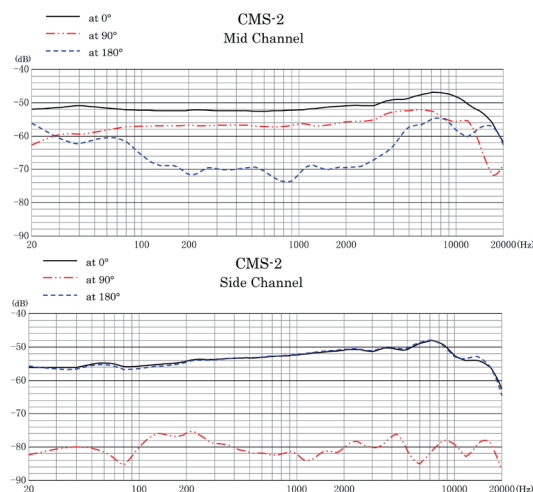 CMS-2
Mid Channel
at 0°
at 90°
at 180°
(dB)
-40
-50
-60
-70
-80
-90
20 100 200 1000 2000 10000 20000(Hz)
CMS-2
Side Channel
at 0°
at 90°
at 180°
(dB)
-40
-50
-60
-70
-80
-90
20 100 200 1000 2000 10000 20000(Hz)